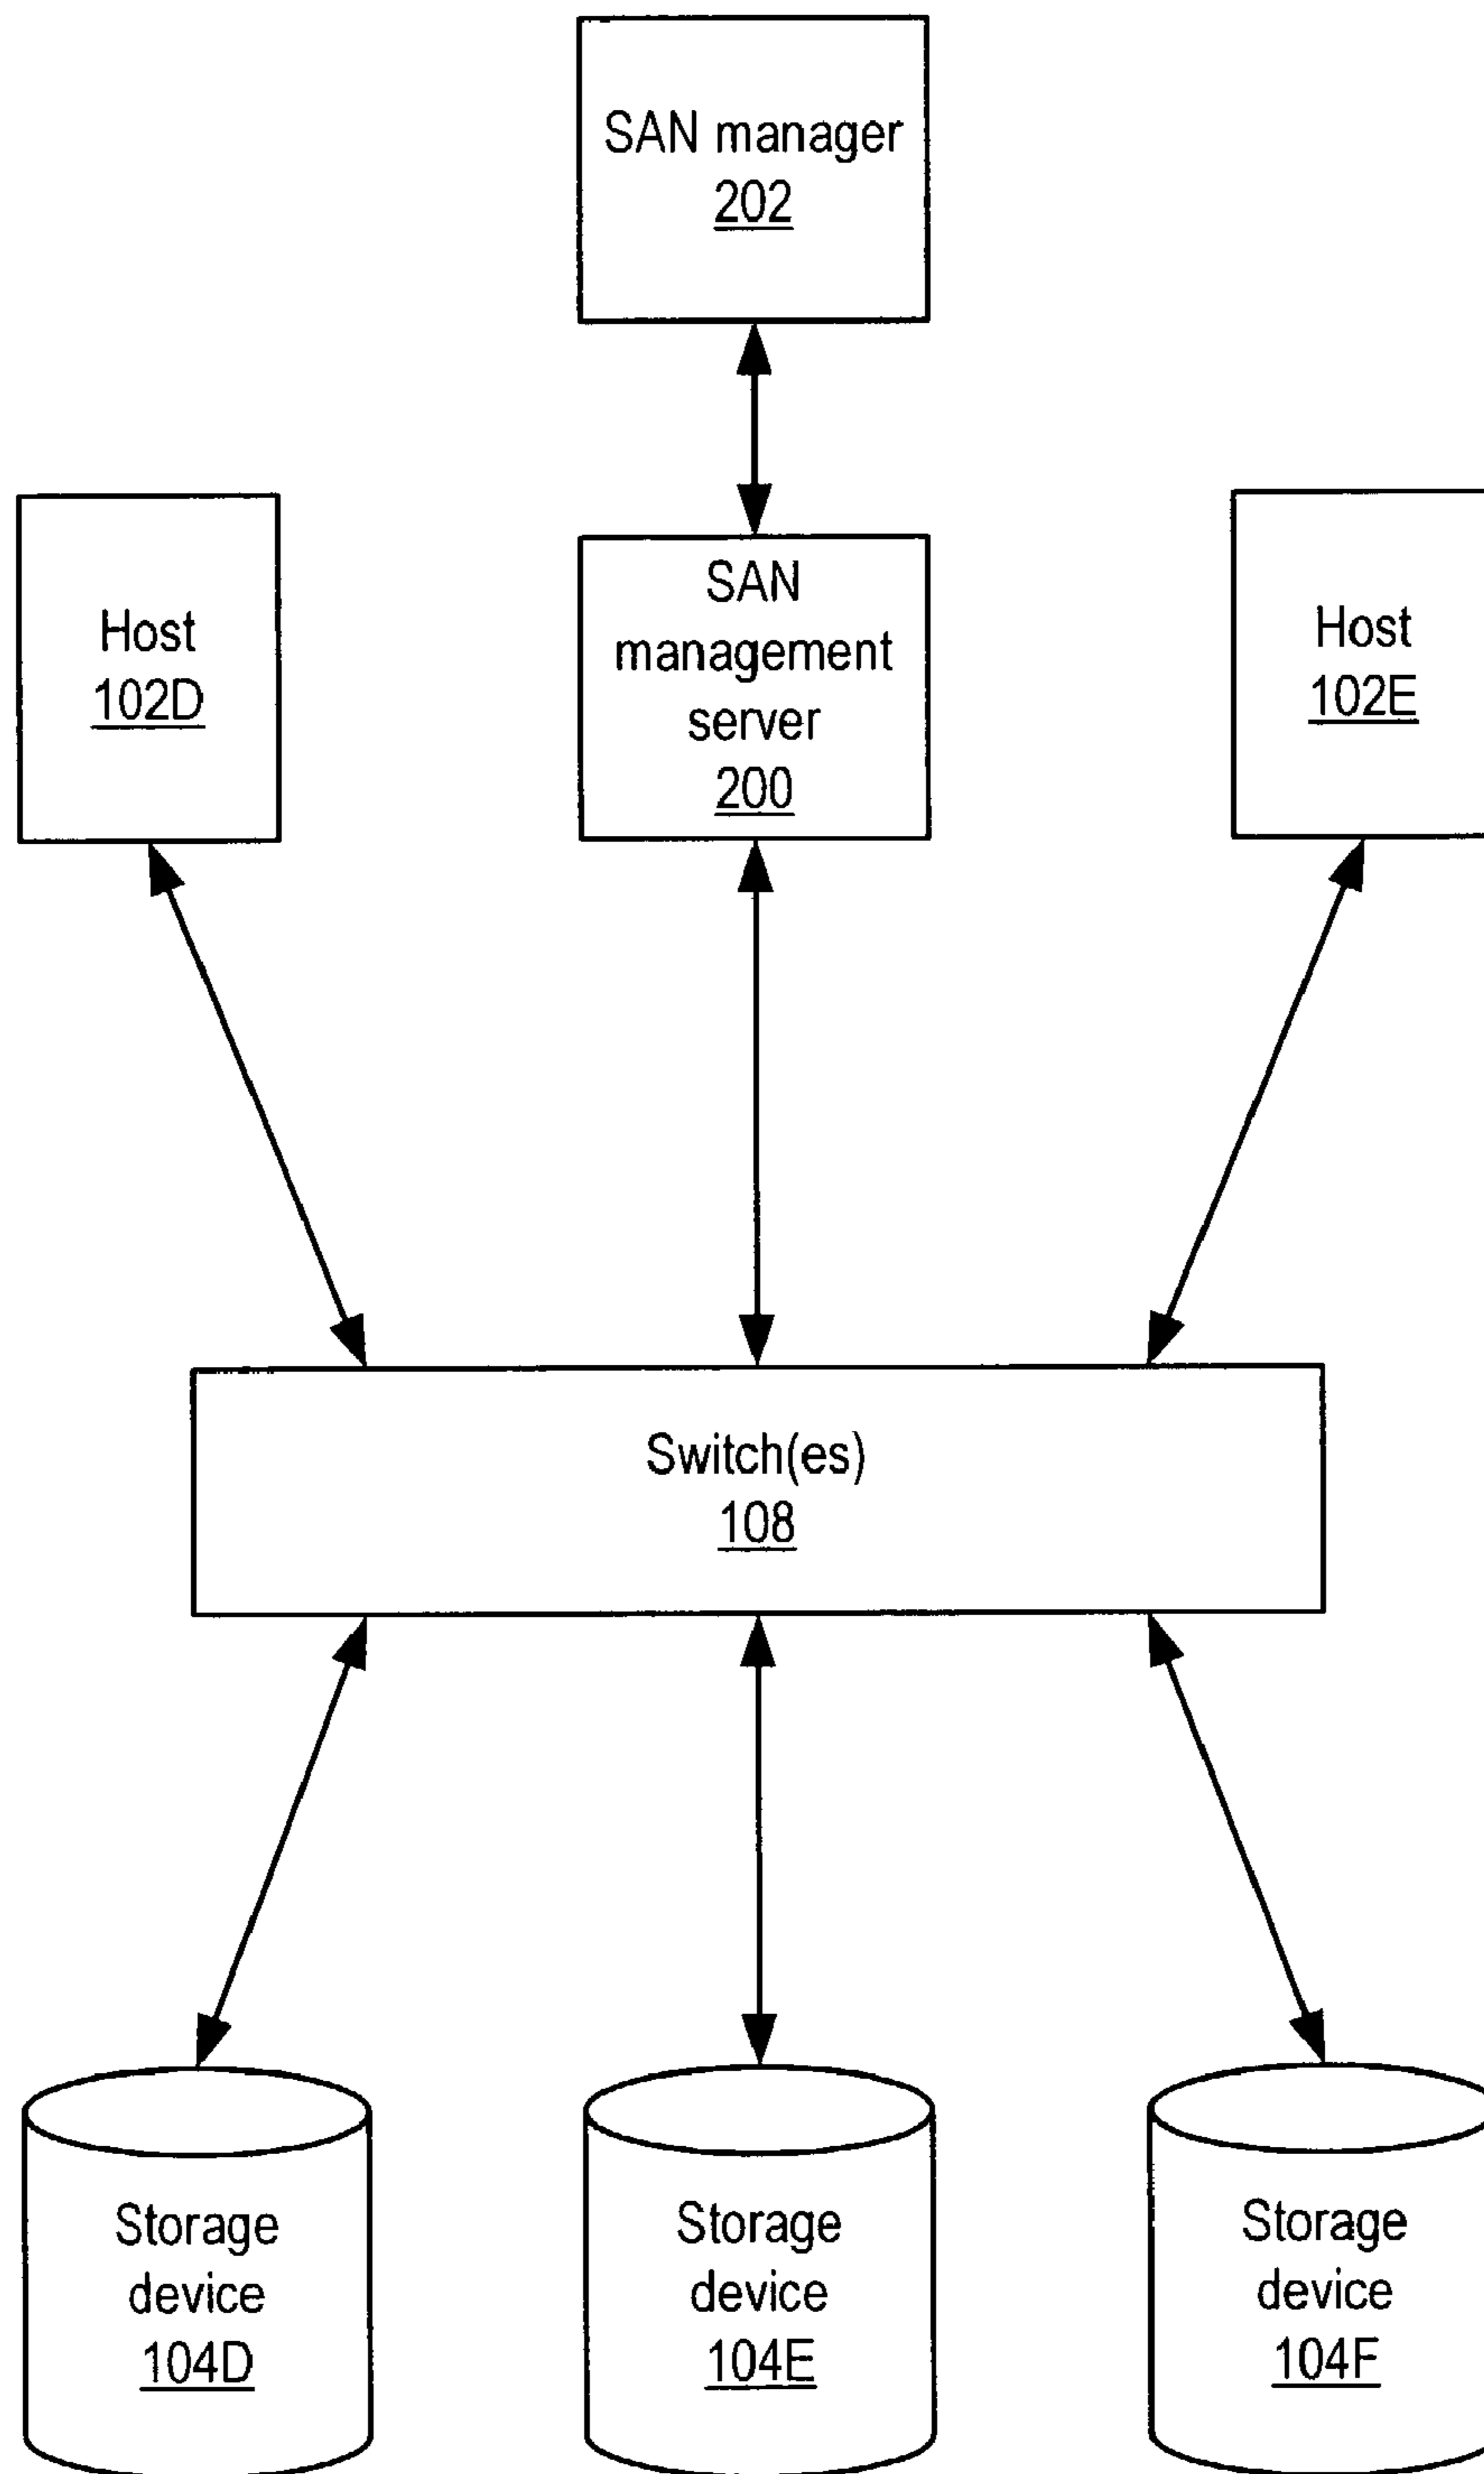 SAN manager
202
Host
102D
SAN
management
server
200
Host
102E
Switch(es)
108
Storage
device
104D
Storage
device
104E
Storage
device
104F